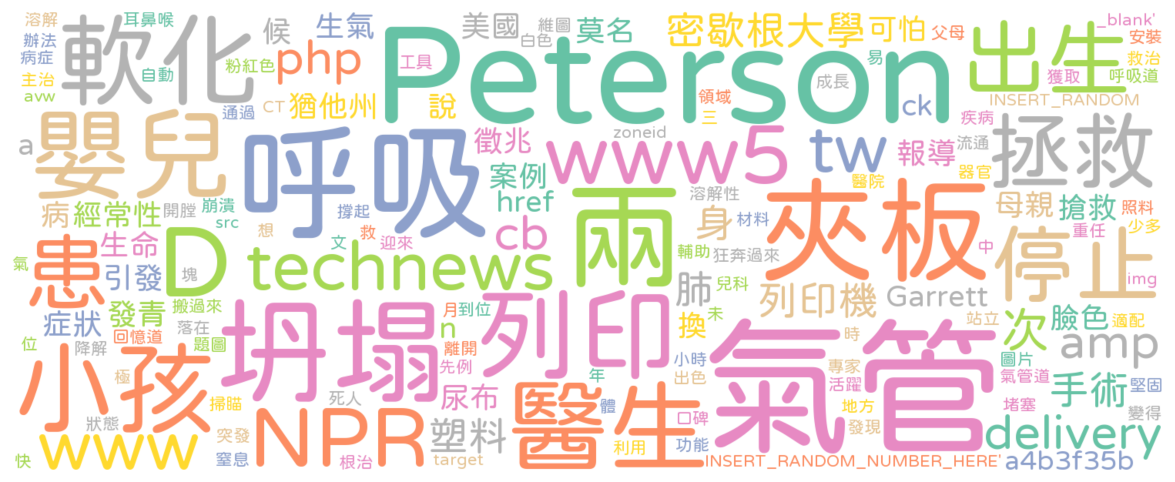 溶解 耳鼻喉 候 生氣 美國 維圖 白色 莫名 密歇根大學 可怕 父母 _blank'
辦法 軟化 php 工具 Peterson 成長 易 出生 安裝
病症 救治
主治 自動 粉紅色 獲取 呼吸道
avw 通過 CT 猶他州 說 領域 三 ck INSERT_RANDOM
a 嬰兒 呼吸 徵兆 zoneid www5 tw 報導 疾病 流通 拯救
案例 醫院 器官
病 經常性 開膛 崩潰 撐起 href 兩 溶解性 身 材料 夾板 母親 搶救 照料
src 重任 少多
氣 患 生命 D 想 文 救 迎來 cb 輔助 狂奔過來 中 停止
引發 塊 technews 肺 兒科 img
發青 搬過來 月 到位 列印 列印機 Garrett 站立 次 臉色 適配
症狀 落在 回憶道 坍塌 n 換 未 氣管 時
位 降解 題圖 離開 先例 小時 amp
小孩 極 死人 尿布 年 出色 專家 圖片
狀態 掃瞄 體 活躍 氣管道 手術 堅固
www 突發 NPR 塑料 醫生 口碑 地方 堵塞 變得
窒息 利用 功能 發現 delivery
快 根治 target INSERT_RANDOM_NUMBER_HERE' a4b3f35b